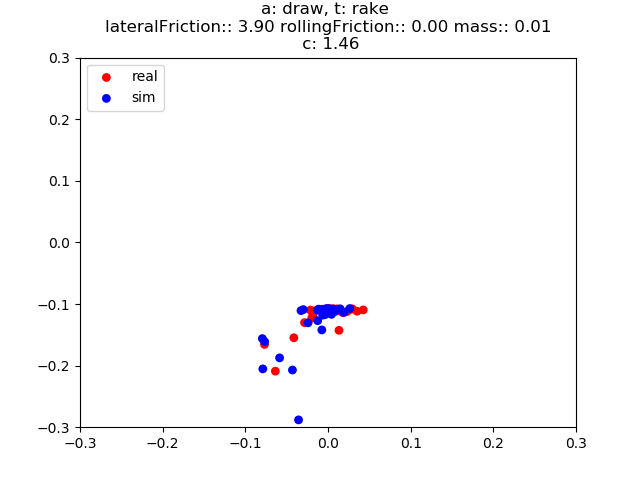 a: draw, t: rake
lateralFriction:: 3.90 rollingFriction:: 0.00 mass:: 0.01
c: 1.46
real
sim
0.3
0.2
0.1
0.0
−0.1
−0.2
−0.3
−0.3 −0.2 −0.1 0.0 0.1 0.2 0.3